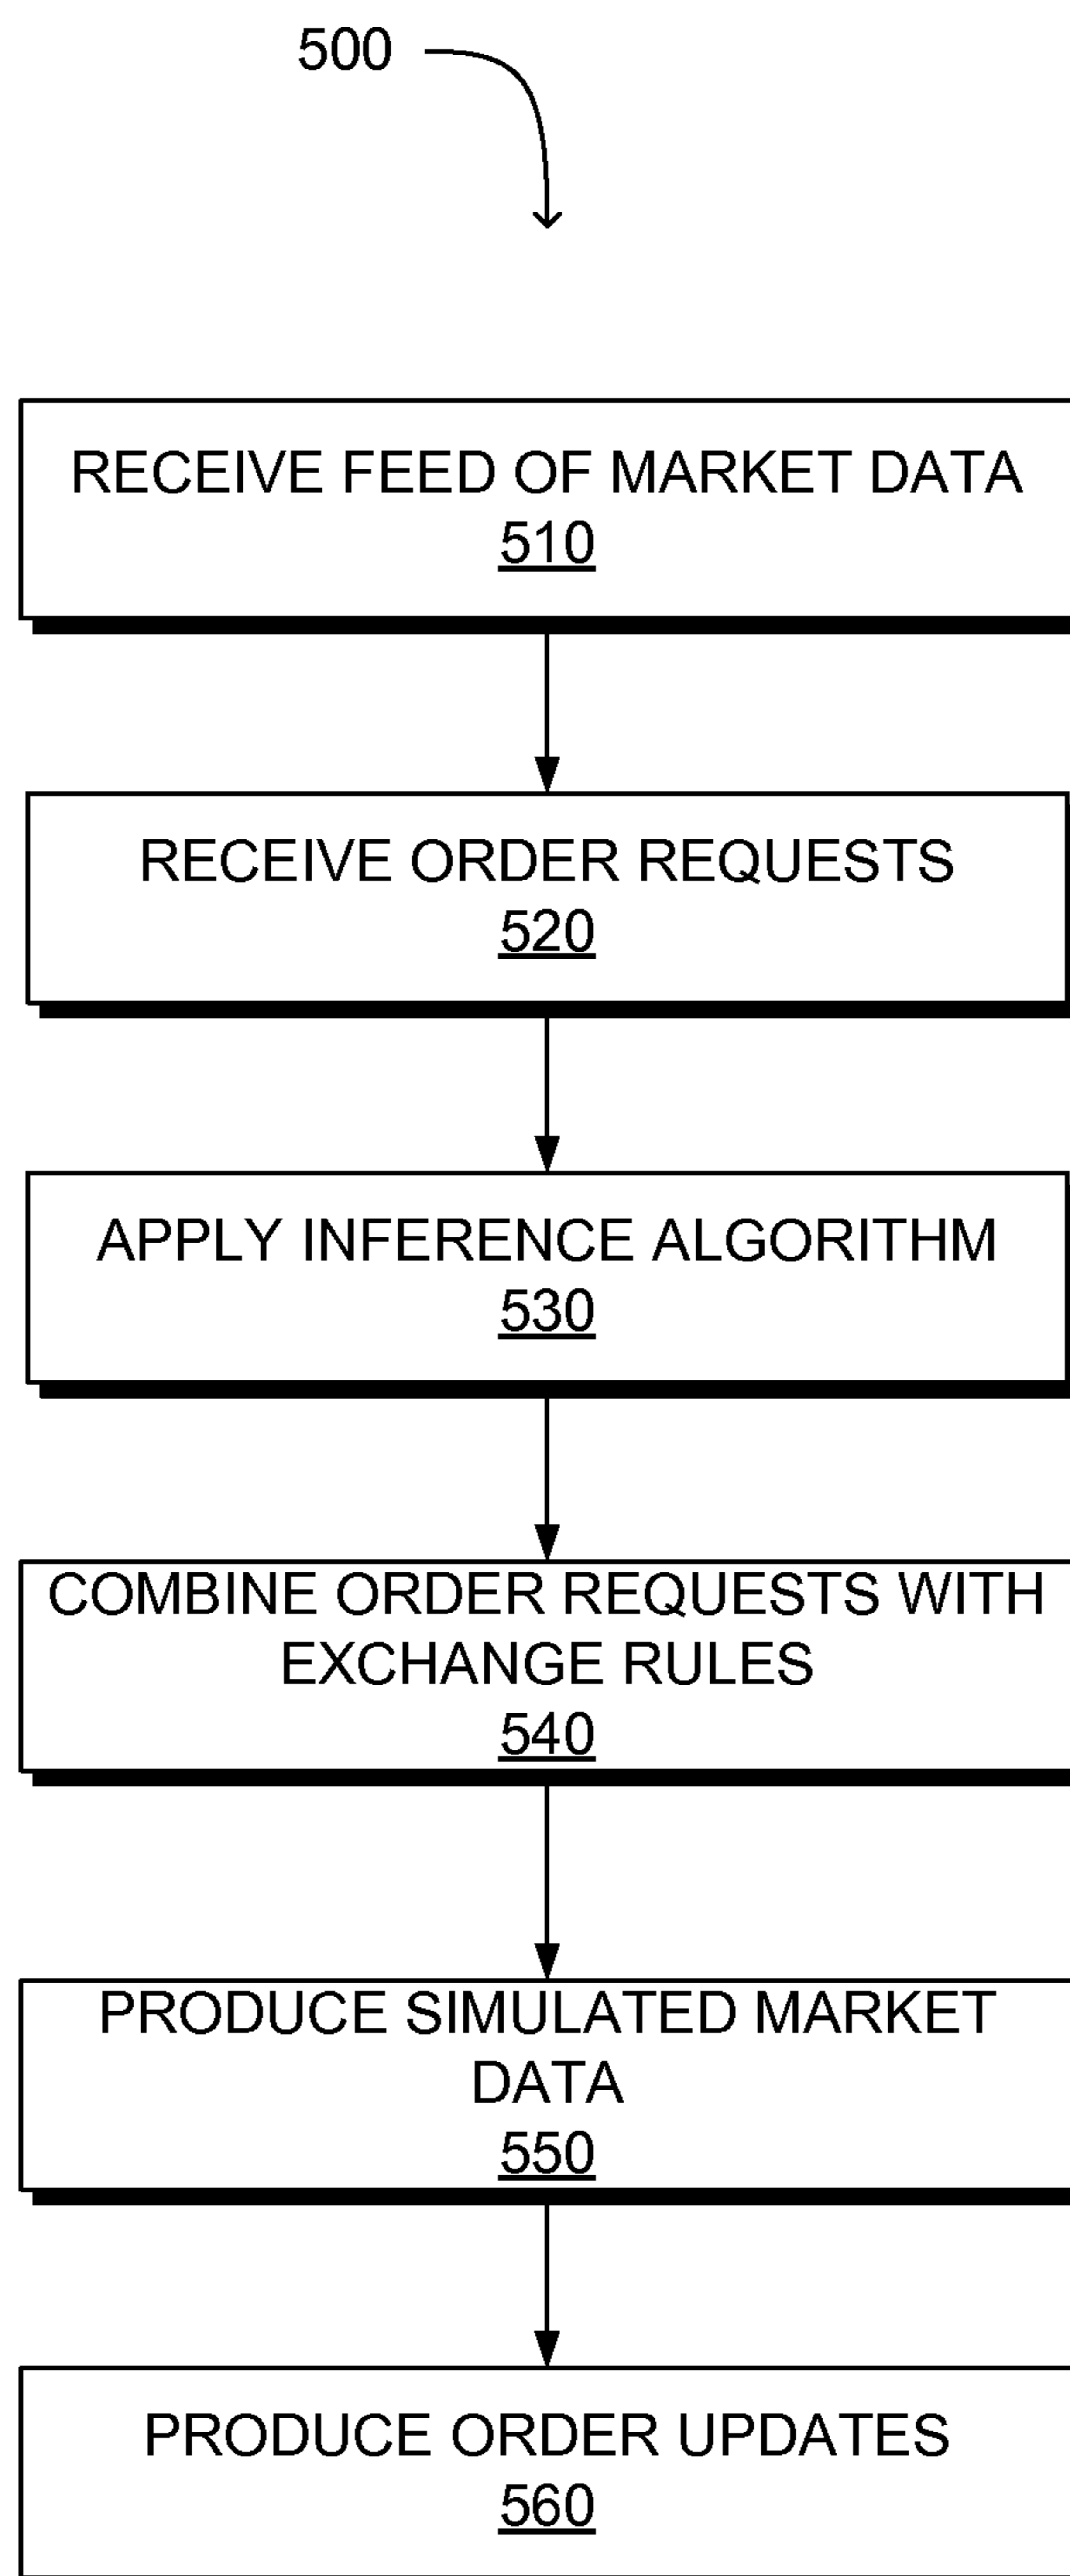 500
RECEIVE FEED OF MARKET DATA
510
RECEIVE ORDER REQUESTS
520
APPLY INFERENCE ALGORITHM
530
COMBINE ORDER REQUESTS WITH
EXCHANGE RULES
540
PRODUCE SIMULATED MARKET
DATA
550
PRODUCE ORDER UPDATES
560